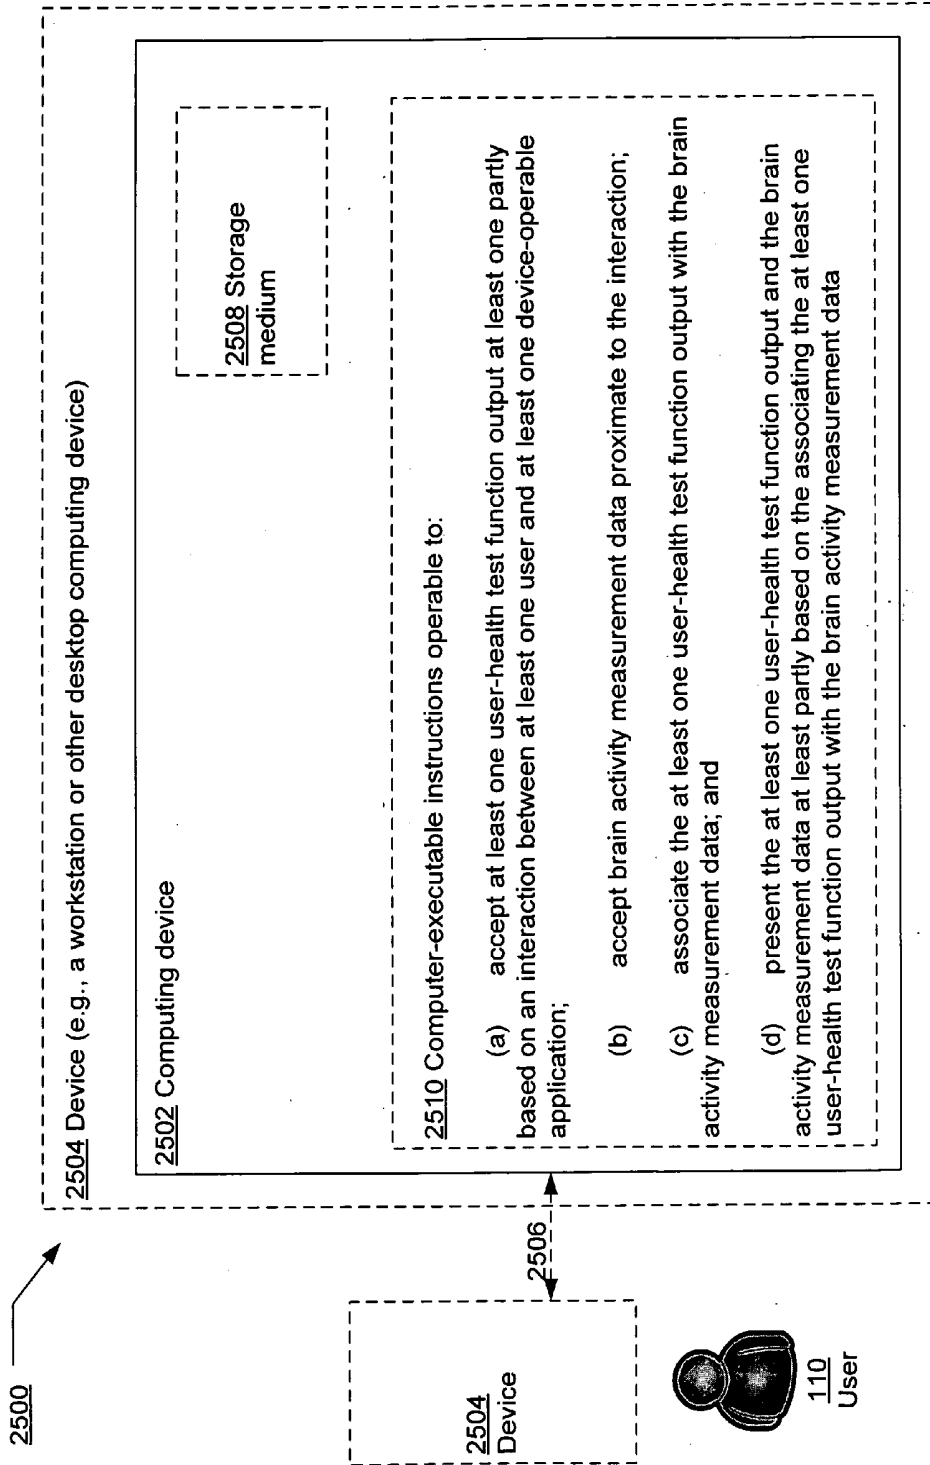 2500
2504 Device (e.g., a workstation or other desktop computing device)
2502 Computing device
2508 Storage
medium
2510 Computer-executable instructions operable to:
(a) accept at least one user-health test function output at least one partly
based on an interaction between at least one user and at least one device-operable
application;
(b) accept brain activity measurement data proximate to the interaction;
(c) associate the at least one user-health test function output with the brain
activity measurement data; and
(d) present the at least one user-health test function output and the brain
activity measurement data at least partly based on the associating the at least one
user-health test function output with the brain activity measurement data
2506
2504
Device
110
User